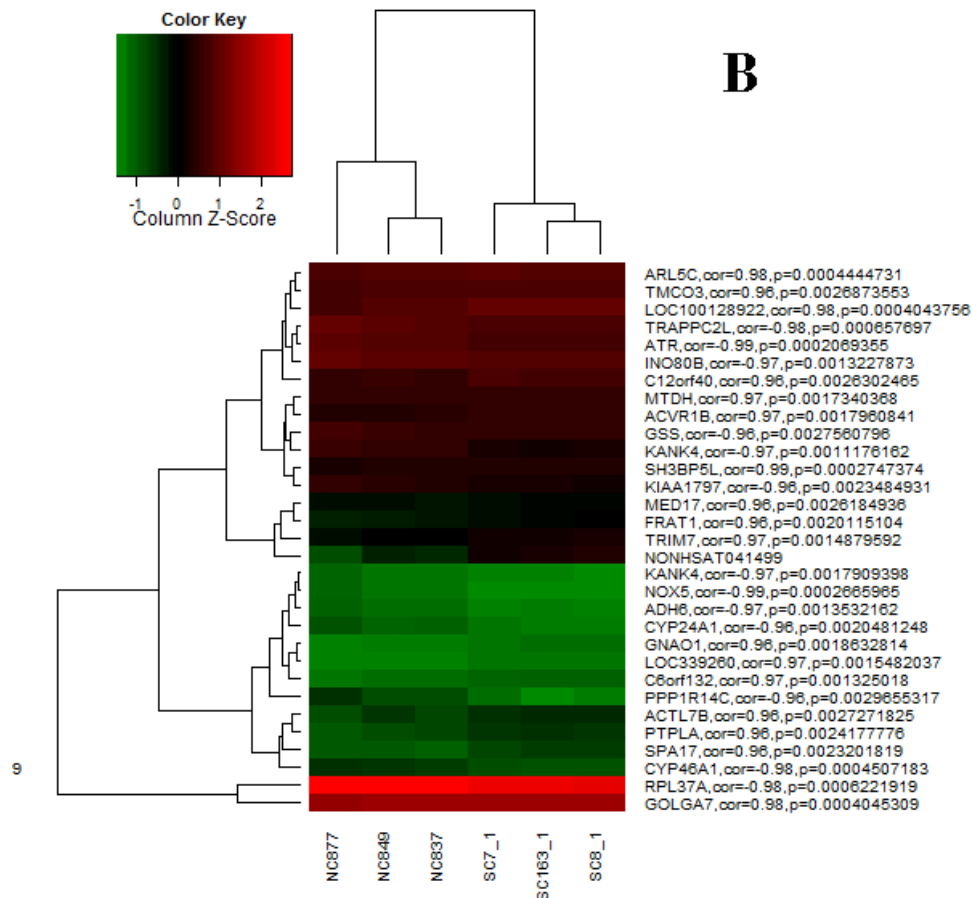 Color Key
B
-1 0 1 2
Column Z-Score
ARL5C,cor=0.98,p=0.0004444731
TMCO3,cor=0.96,p=0.0026873553
LOC100128922,cor=0.98,p=0.0004043756
TRAPPC2L,cor=-0.98,p=0.000657697
ATR,cor=-0.99,p=0.0002069355
INO80B,cor=-0.97,p=0.0013227873
C12orf40,cor=0.96,p=0.0026302465
MTDH,cor=0.97,p=0.0017340368
ACVR1B,cor=0.97,p=0.0017960841
GSS,cor=-0.96,p=0.0027560796
KANK4,cor=-0.97,p=0.0011176162
SH3BP5L,cor=0.99,p=0.0002747374
KIAA1797,cor=-0.96,p=0.0023484931
MED17,cor=0.96,p=0.0026184936
FRAT1,cor=0.96,p=0.0020115104
TRIM7,cor=0.97,p=0.0014879592
NONHSAT041499
KANK4,cor=-0.97,p=0.0017909398
NOX5,cor=-0.99,p=0.0002665965
ADH6,cor=-0.97,p=0.0013532162
CYP24A1,cor=-0.96,p=0.0020481248
GNAO1,cor=0.96,p=0.0018632814
LOC339260,cor=0.97,p=0.0015482037
C6orf132,cor=0.97,p=0.001325018
PPP1R14C,cor=-0.96,p=0.0029655317
ACTL7B,cor=0.96,p=0.0027271825
PTPLA,cor=0.96,p=0.0024177776
SPA17,cor=0.96,p=0.0023201819
9
CYP46A1,cor=-0.98,p=0.0004507183
RPL37A,cor=-0.98,p=0.0006221919
GOLGA7,cor=0.98,p=0.0004045309
NC877
NC849
NC837
SC7_1
SC163_1
SC8_1